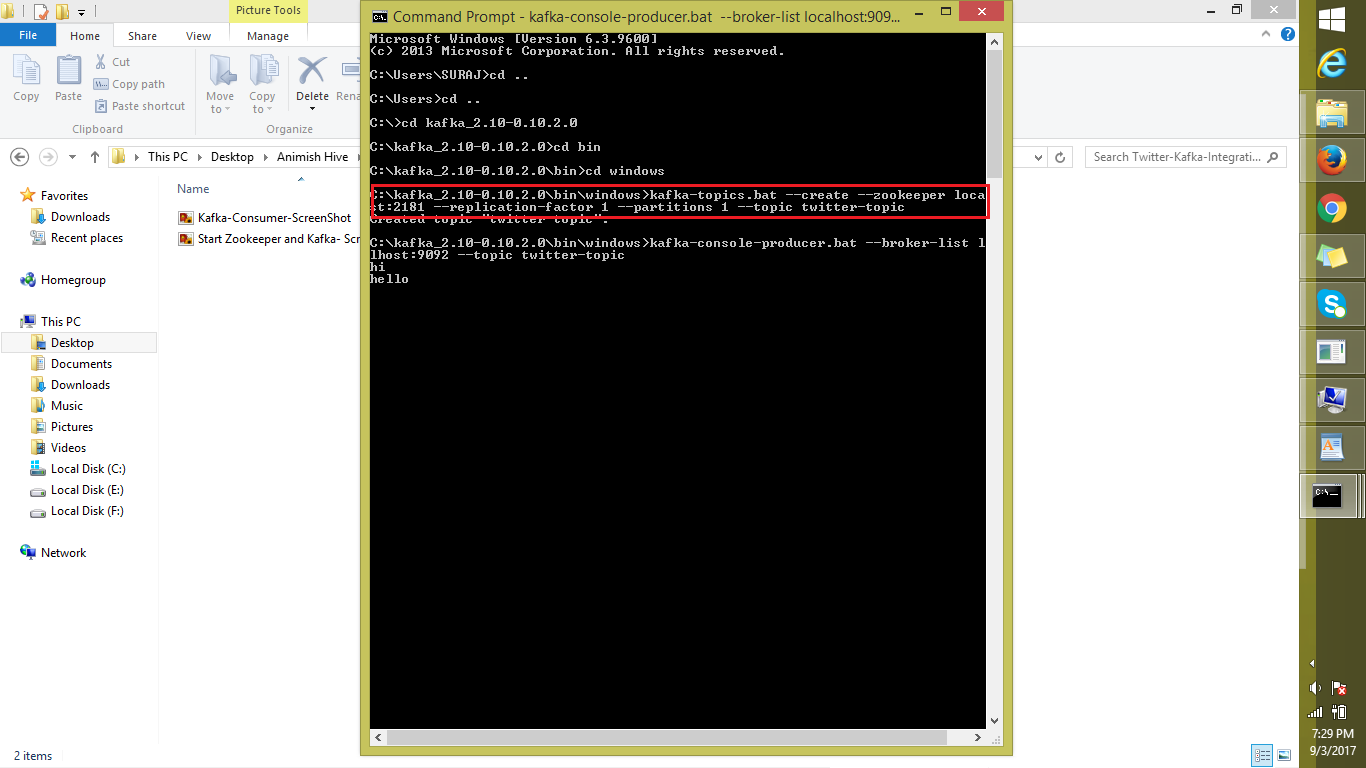 Picture Tools
File
Home
Share
View
Manage
Copy
Paste
Cut
Copy path
Paste shortcut
Clipboard
Move to
Copy to
Delete
Organize
This PC
Desktop
Animish Hive
Search Twitter-Kafka-Integrati...
Favorites
Downloads
Recent places
Homegroup
This PC
Desktop
Documents
Downloads
Music
Pictures
Videos
Local Disk (C:)
Local Disk (E:)
Local Disk (F:)
Network
Name
Kafka-Consumer-ScreenShot
Start Zookeeper and Kafka- Scr
2 items
Command Prompt - kafka-console-producer.bat --broker-list localhost:909...
Microsoft Windows [Version 6.3.9600]
(c) 2013 Microsoft Corporation. All rights reserved.
C:\Users\SURAJ>cd ..
C:\Users>cd ..
C:\>cd kafka_2.10-0.10.2.0
C:\kafka_2.10-0.10.2.0>cd bin
C:\kafka_2.10-0.10.2.0\bin>cd windows
C:\kafka_2.10-0.10.2.0\bin\windows>kafka-topics.bat --create --zookeeper loca
st:2181 --replication-factor 1 --partitions 1 --topic twitter-topic
Created topic "twitter-topic".
C:\kafka_2.10-0.10.2.0\bin\windows>kafka-console-producer.bat --broker-list l
lhost:9092 --topic twitter-topic
hi
hello
7:29 PM
9/3/2017